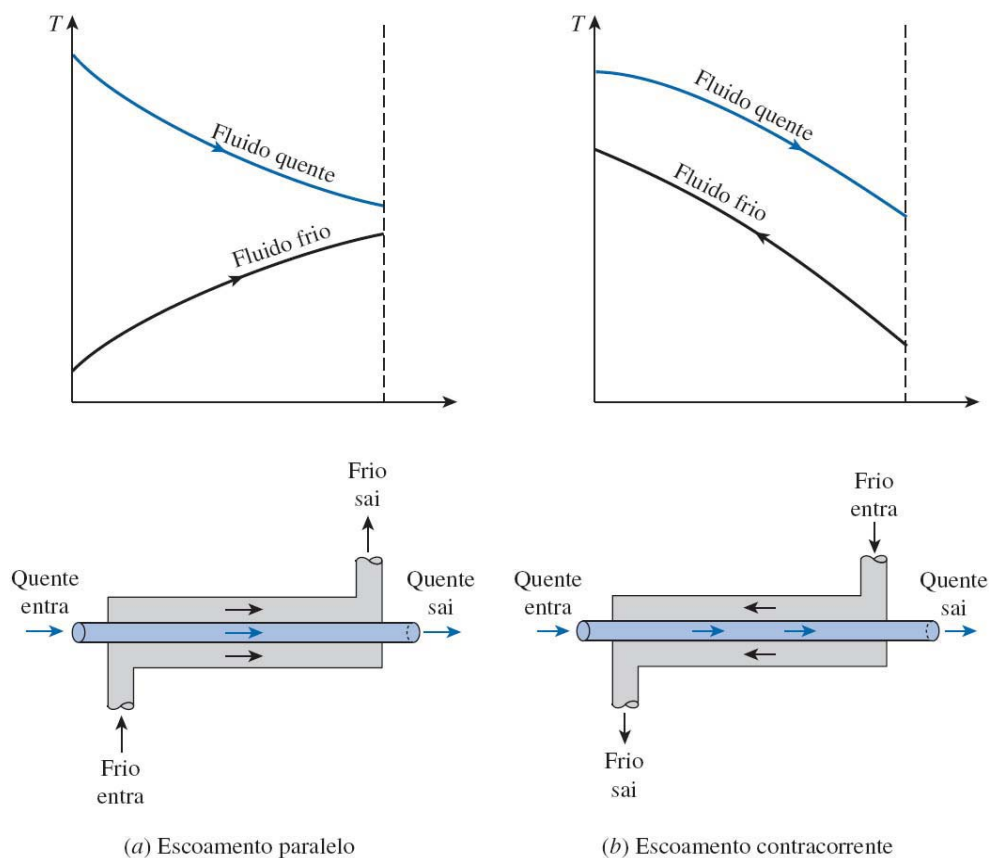 T
Fluido quente
Fluido frio
Frio
sai
Quente
entra
Quente
sai
Frio
entra
(a) Escoamento paralelo
T
Fluido quente
Fluido frio
Frio
entra
Quente
entra
Quente
sai
Frio
sai
(b) Escoamento contracorrente